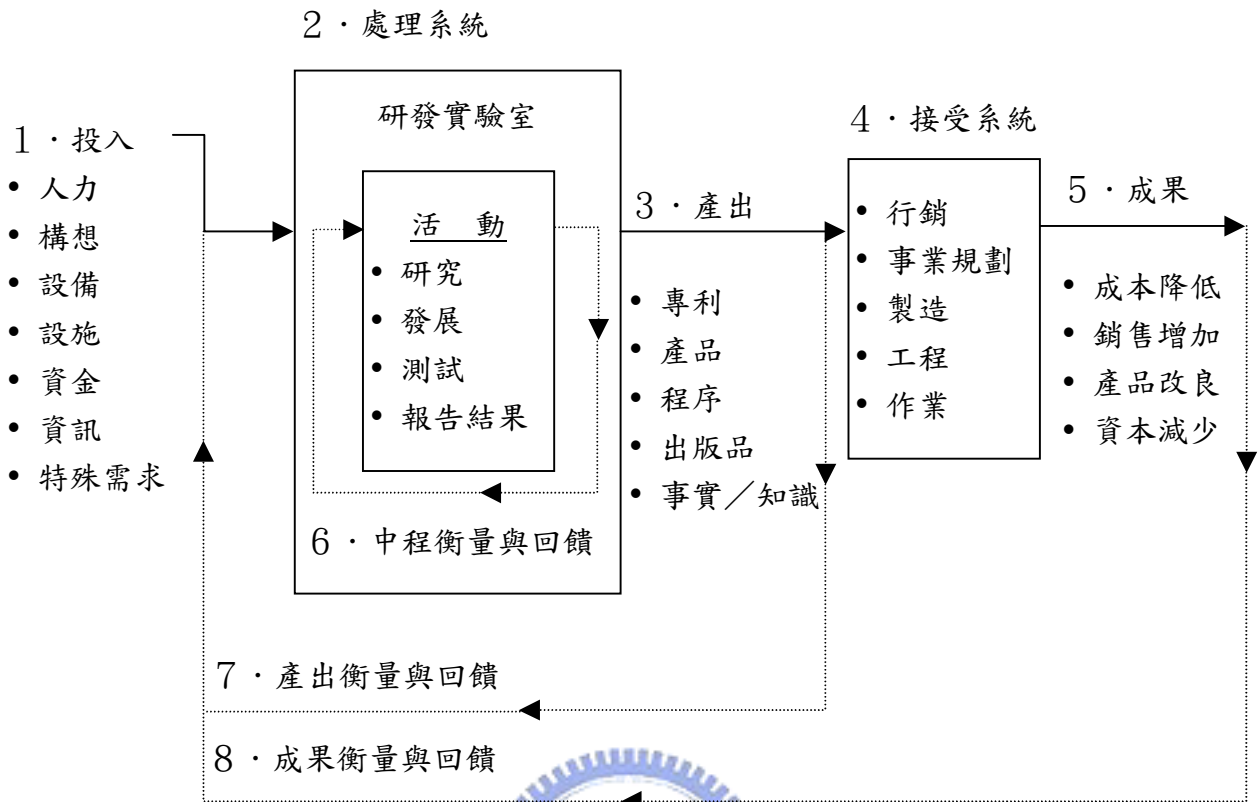 2．處理系統
研發實驗室
1．投入
• 人力
• 構想
• 設備
• 設施
• 資金
• 資訊
• 特殊需求
活 動
• 研究
• 發展
• 測試
• 報告結果
6．中程衡量與回饋
3．產出
• 專利
• 產品
• 程序
• 出版品
• 事實／知識
4．接受系統
• 行銷
• 事業規劃
• 製造
• 工程
• 作業
5．成果
• 成本降低
• 銷售增加
• 產品改良
• 資本減少
7．產出衡量與回饋
8．成果衡量與回饋